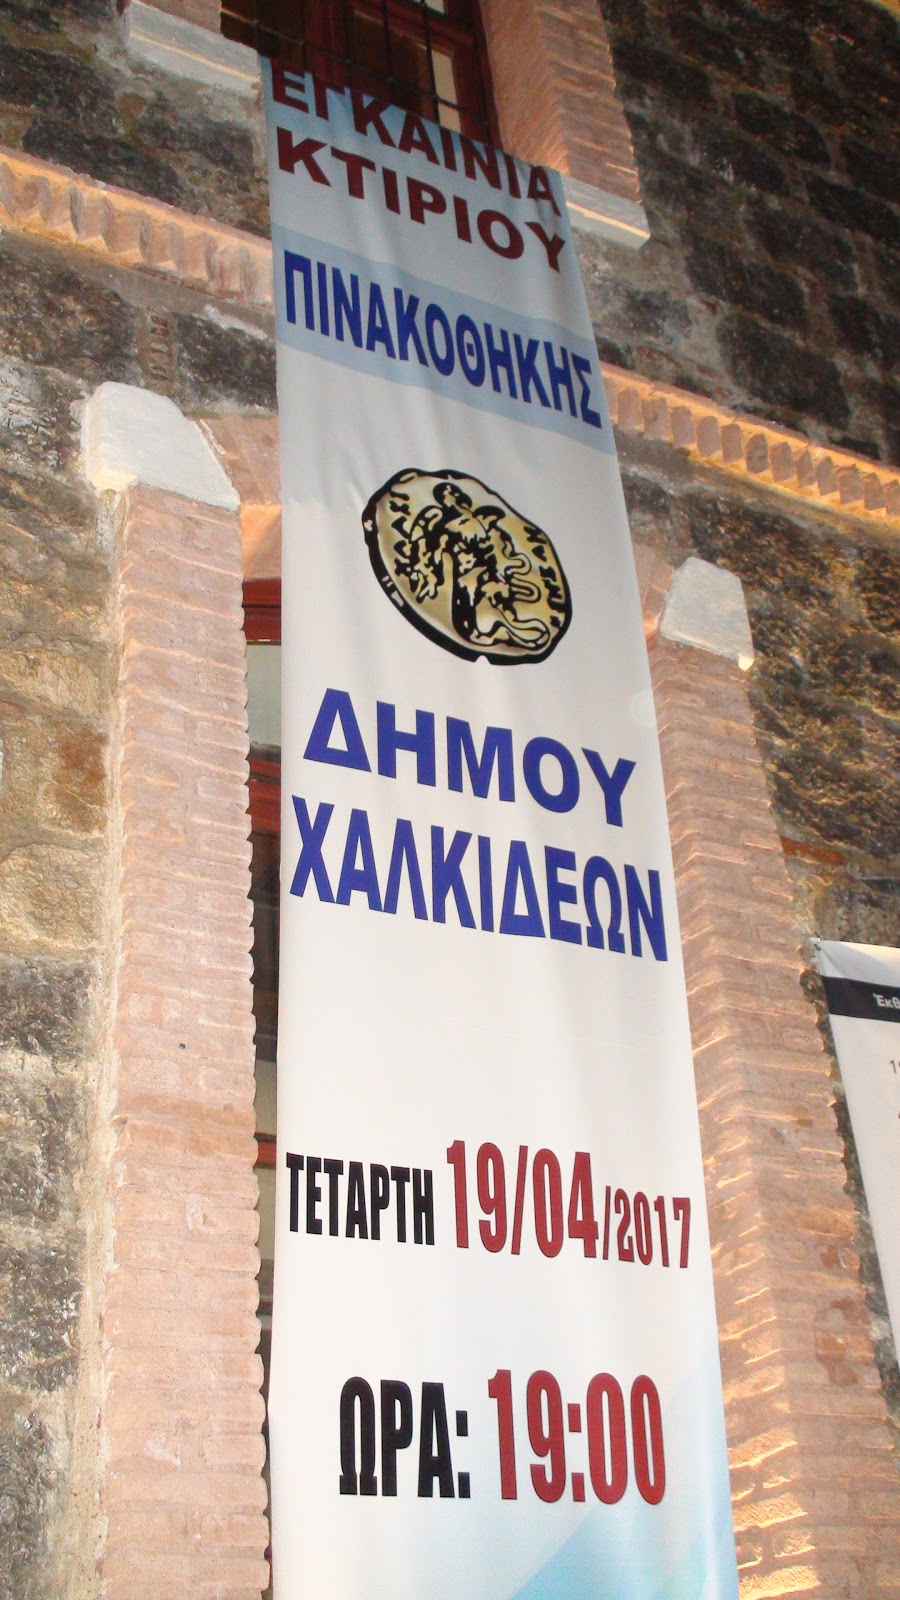 ΕΓΚΑΙΝΙΑ
ΚΤΙΡΙΟΥ
ΠΙΝΑΚΟΘΗΚΗΣ
ΔΗΜΟΥ
ΧΑΛΚΙΔΕΩΝ
ΤΕΤΑΡΤΗ 19/04/2017
ΩΡΑ: 19:00